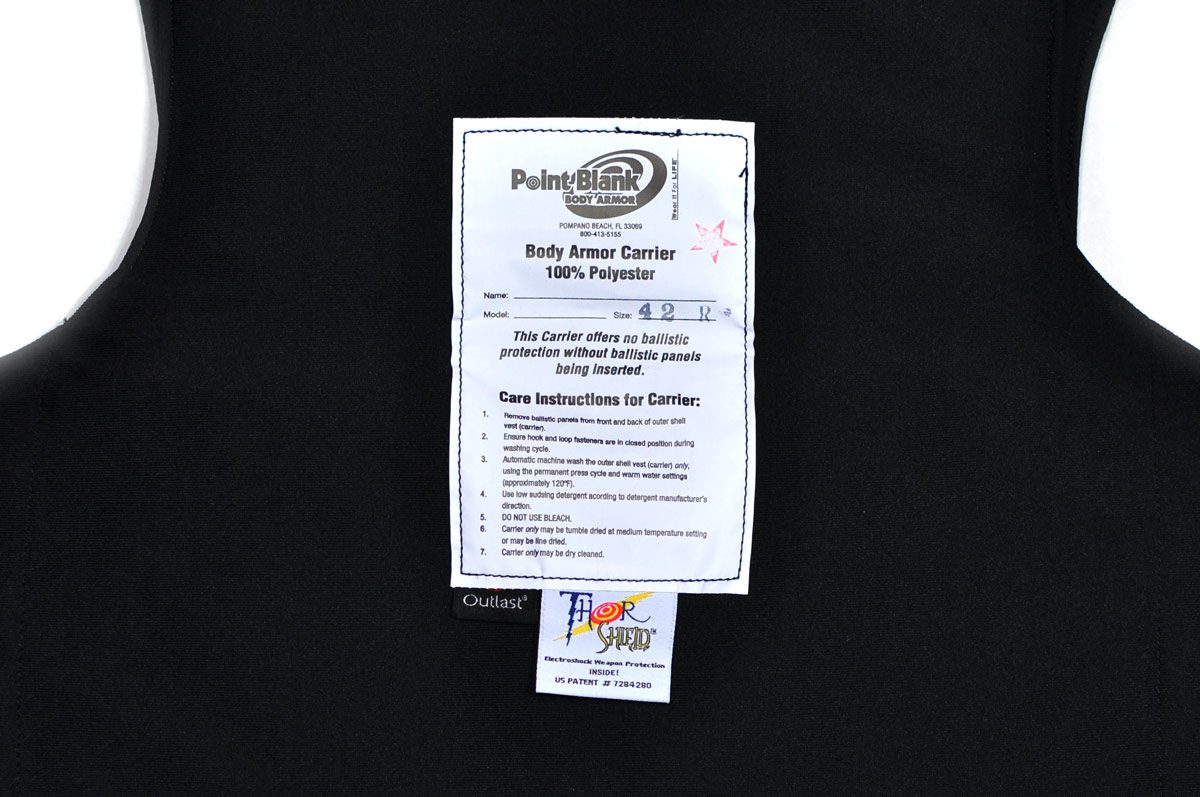 Point Blank
BODY ARMOR
Wear It For LIFE
POMPANO BEACH, FL 33069
800-413-5155
Body Armor Carrier
100% Polyester
Name:
Model: Size: 42 R
This Carrier offers no ballistic
protection without ballistic panels
being inserted.
Care Instructions for Carrier:
1. Remove ballistic panels from front and back of outer shell
vest (carrier).
2. Ensure hook and loop fasteners are in closed position during
washing cycle.
3. Automatic machine wash the outer shell vest (carrier) only,
using the permanent press cycle and warm water settings
(approximately 120ºF).
4. Use low sudsing detergent acording to detergent manufacturer's
direction.
5. DO NOT USE BLEACH.
6. Carrier only may be tumble dried at medium temperature setting
or may be line dried.
7. Carrier only may be dry cleaned.
Outlast®
THOR
SHIELD™
Electroshock Weapon Protection
INSIDE!
US PATENT # 7284280